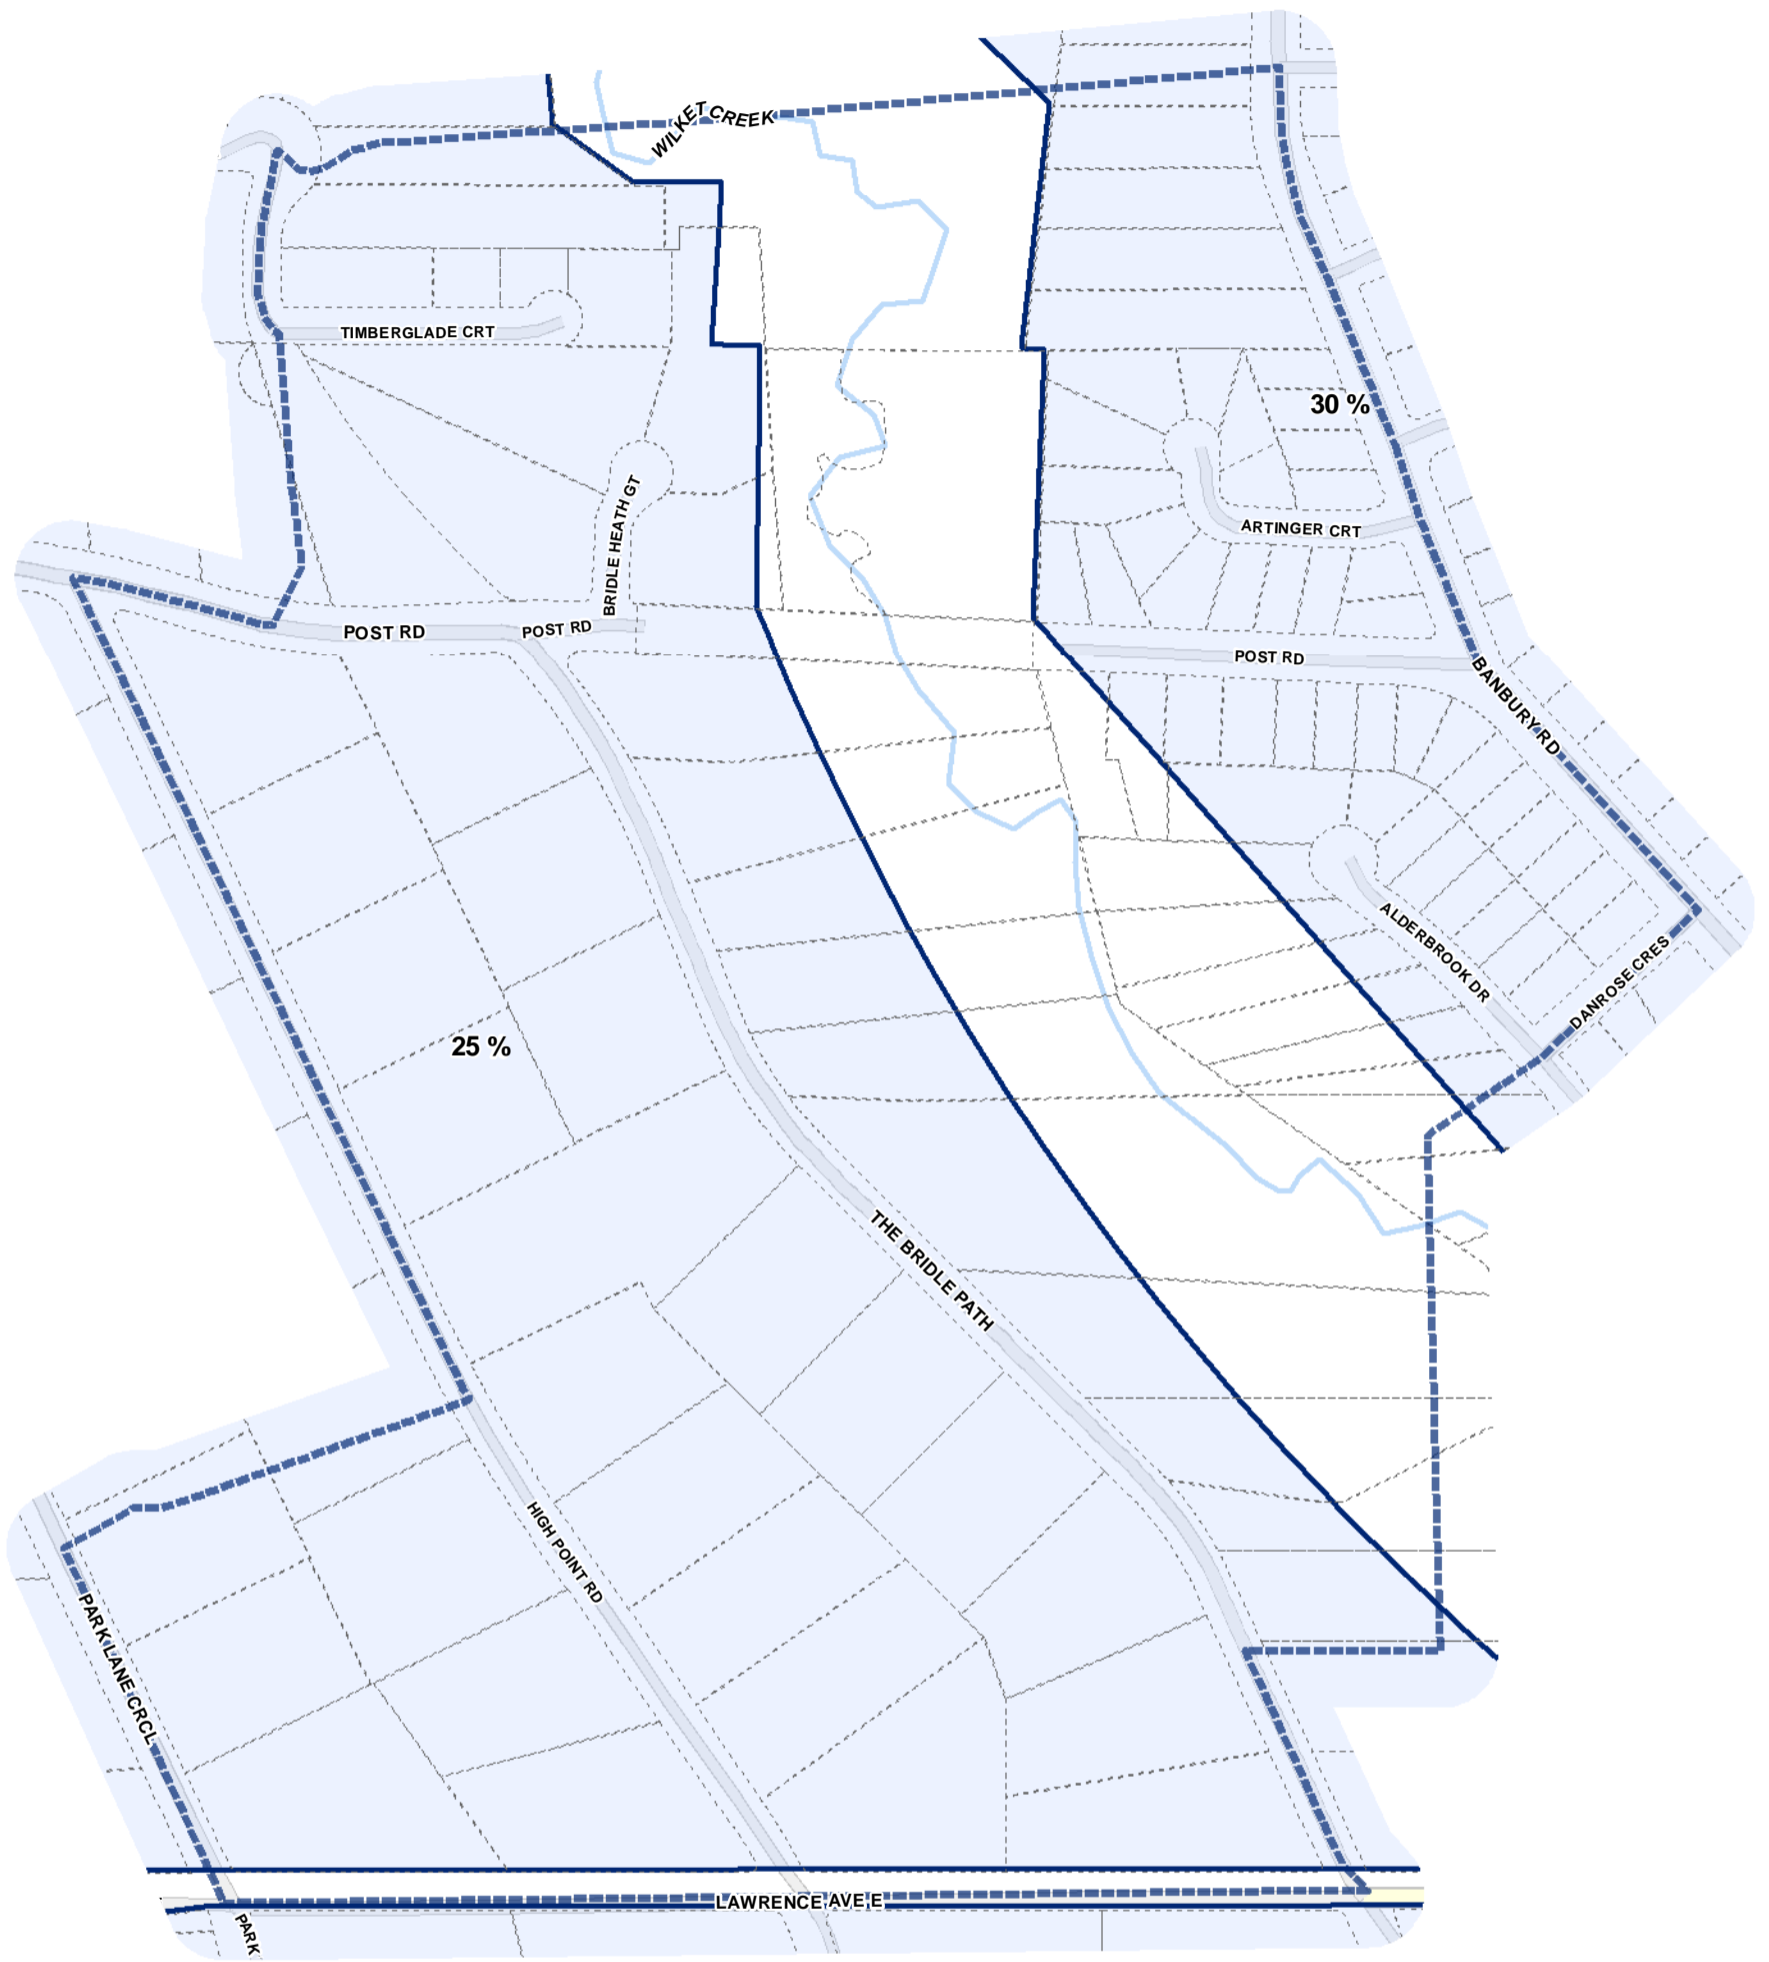 WILKET CREEK
TIMBERGLADE CRT
30 %
BRIDLE HEATH GT
ARTINGER CRT
POST RD
POST RD
POST RD
BANBURY RD
ALDERBROOK DR
DANROSE CRES
25 %
THE BRIDLE PATH
HIGH POINT RD
PARK LANE CRCL
LAWRENCE AVE E
PARK